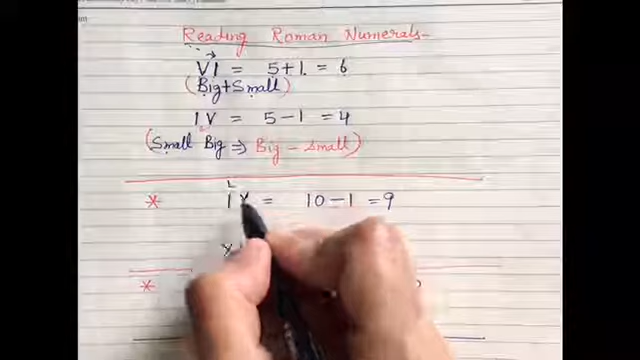 Reading Roman Numerals-
VI = 5+1 = 6
(Big+Small)
IV = 5-1 = 4
(Small Big ⇒ Big - Small)
* IX = 10-1 = 9
*